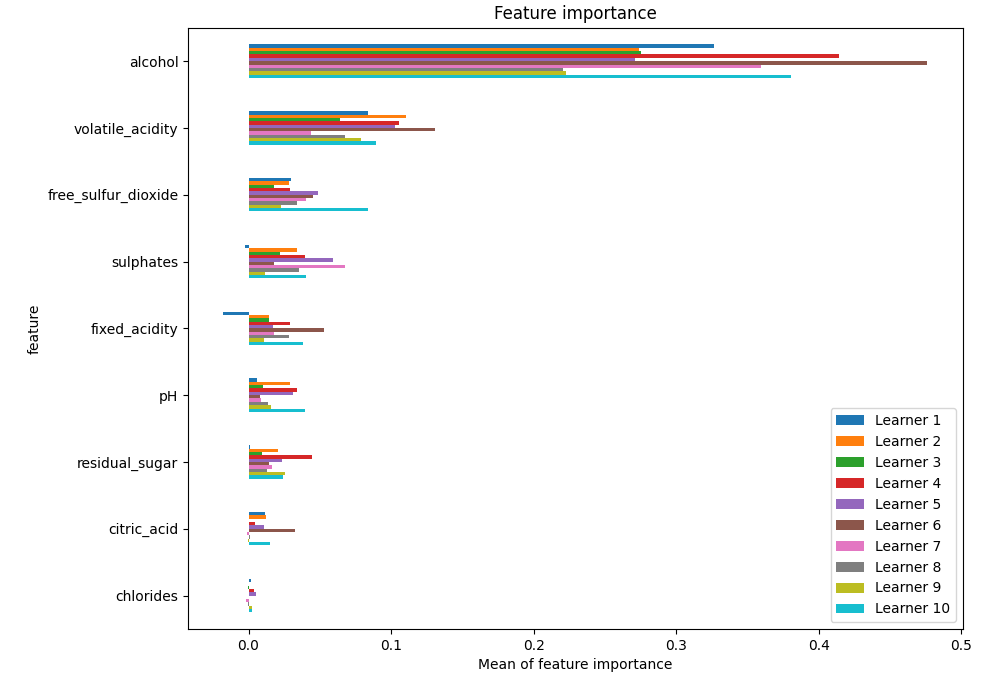 Feature importance
alcohol
volatile_acidity
free_sulfur_dioxide
sulphates
fixed_acidity
pH
residual_sugar
citric_acid
chlorides
feature
Learner 1
Learner 2
Learner 3
Learner 4
Learner 5
Learner 6
Learner 7
Learner 8
Learner 9
Learner 10
0.0 0.1 0.2 0.3 0.4 0.5
Mean of feature importance